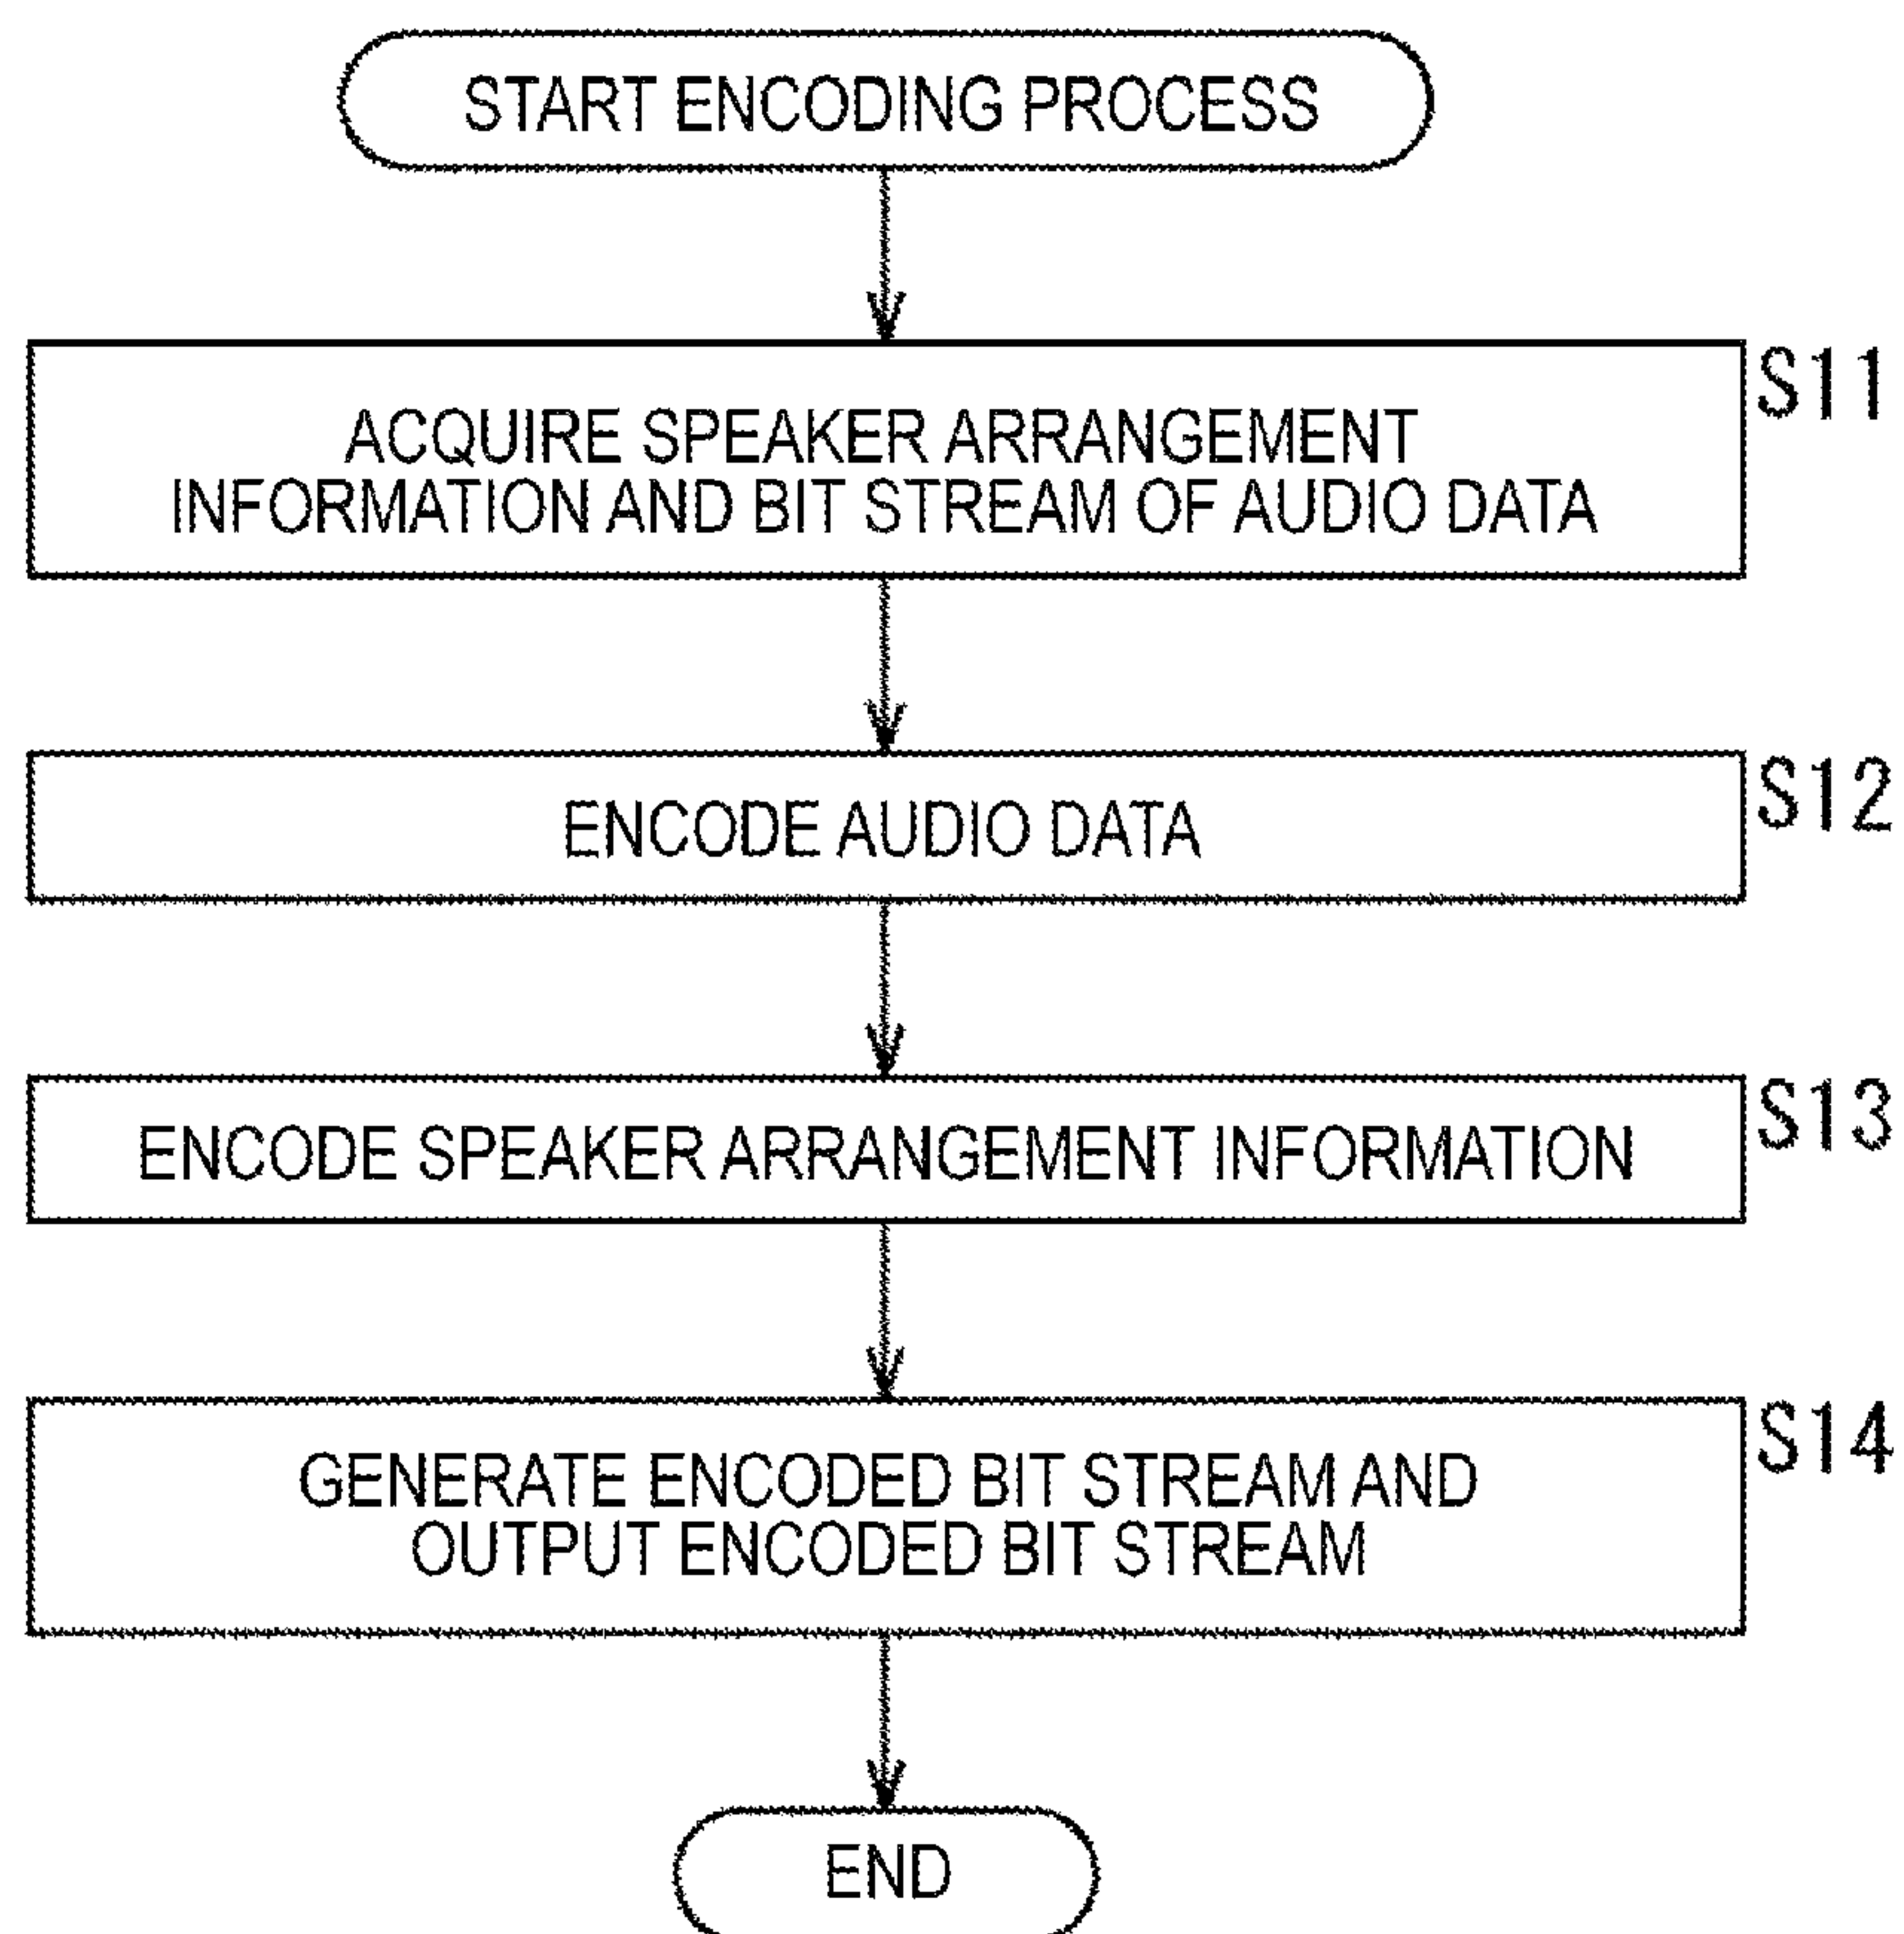 START ENCODING PROCESS
S11
ACQUIRE SPEAKER ARRANGEMENT
INFORMATION AND BIT STREAM OF AUDIO DATA
S12
ENCODE AUDIO DATA
S13
ENCODE SPEAKER ARRANGEMENT INFORMATION
S14
GENERATE ENCODED BIT STREAM AND
OUTPUT ENCODED BIT STREAM
END